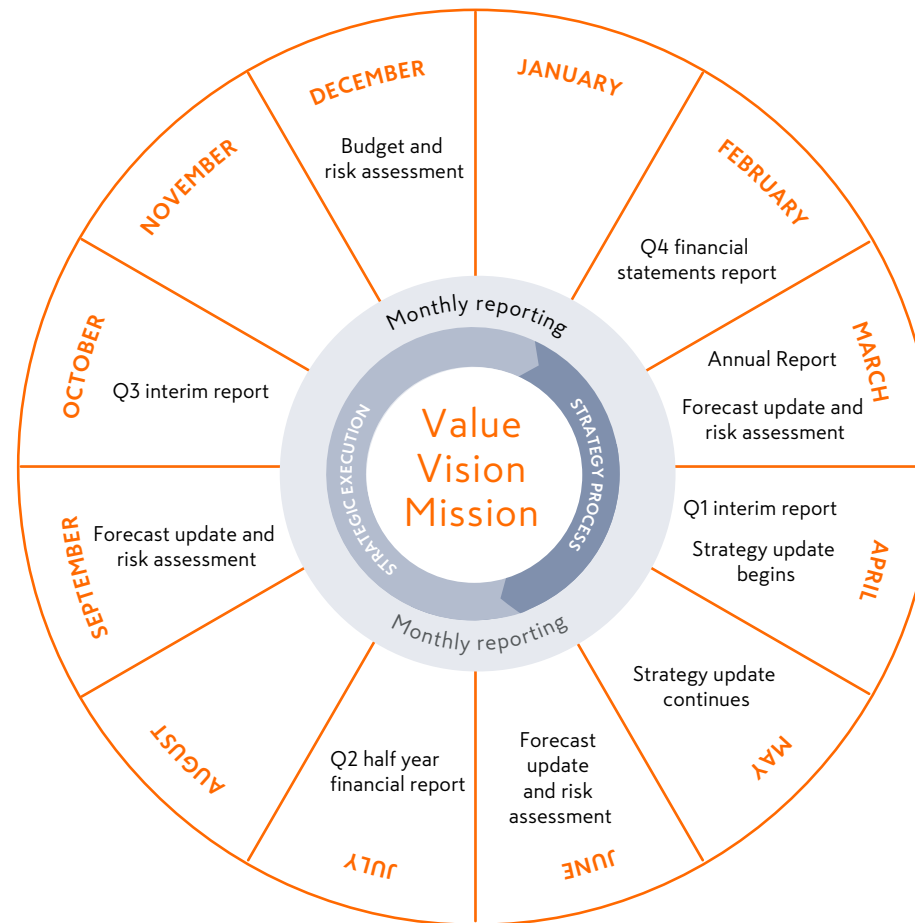 JANUARY
FEBRUARY
Q4 financial
statements report
MARCH
Annual Report
Forecast update and
risk assessment
APRIL
Q1 interim report
Strategy update
begins
MAY
Strategy update
continues
JUNE
Forecast
update
and risk
assessment
JULY
Q2 half year
financial report
AUGUST
SEPTEMBER
Forecast update and
risk assessment
OCTOBER
Q3 interim report
NOVEMBER
DECEMBER
Budget and
risk assessment
Monthly reporting
STRATEGY PROCESS
STRATEGIC EXECUTION
Value
Vision
Mission
Monthly reporting